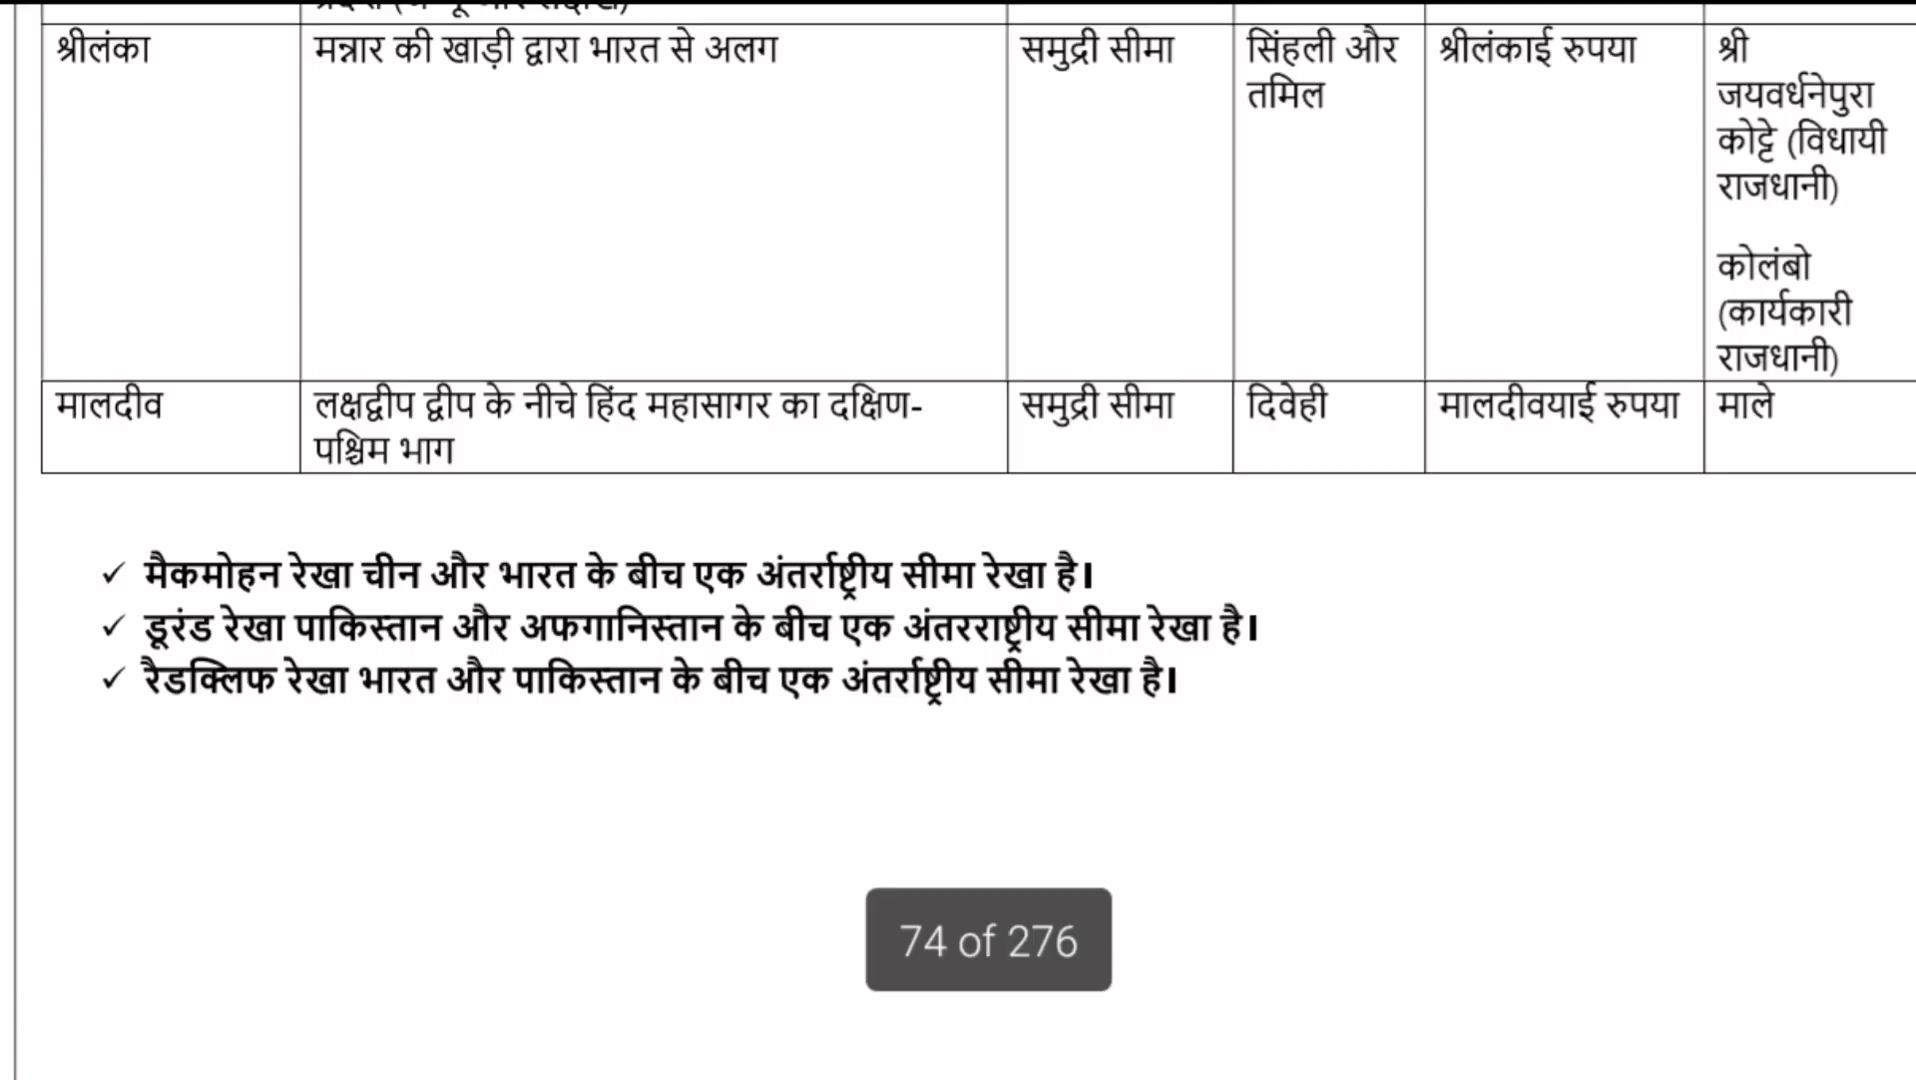 श्रीलंका मन्नार की खाड़ी द्वारा भारत से अलग समुद्री सीमा सिंहली और श्रीलंकाई रुपया श्री
तमिल जयवर्धनेपुरा
कोट्टे (विधायी
राजधानी)
कोलंबो
(कार्यकारी
राजधानी)
मालदीव लक्षद्वीप द्वीप के नीचे हिंद महासागर का दक्षिण- समुद्री सीमा दिवेही मालदीवयाई रुपया माले
पश्चिम भाग
✓ मैकमोहन रेखा चीन और भारत के बीच एक अंतर्राष्ट्रीय सीमा रेखा है।
✓ डूरंड रेखा पाकिस्तान और अफगानिस्तान के बीच एक अंतरराष्ट्रीय सीमा रेखा है।
✓ रैडक्लिफ रेखा भारत और पाकिस्तान के बीच एक अंतर्राष्ट्रीय सीमा रेखा है।
74 of 276